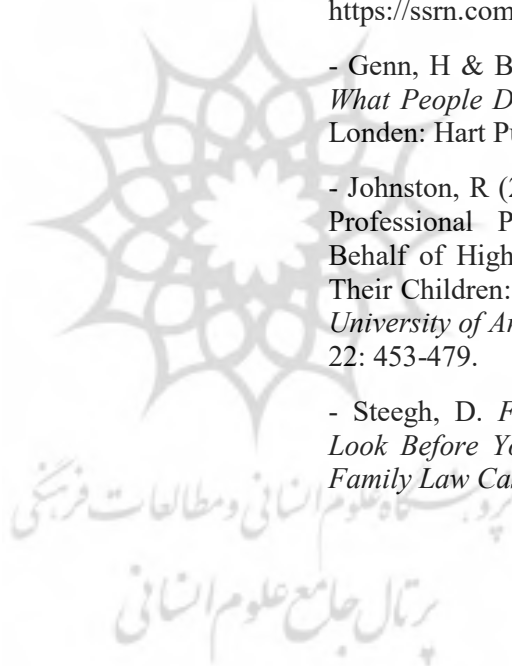 https://ssrn.com
- Genn, H & B
What People D
Londen: Hart Pu
- Johnston, R (2
Professional P
Behalf of High
Their Children:
University of Ar
22: 453-479.
- Steegh, D. F
Look Before Yo
Family Law Ca
پژوهشگاه علوم انسانی و مطالعات فرهنگی
پرتال جامع علوم انسانی